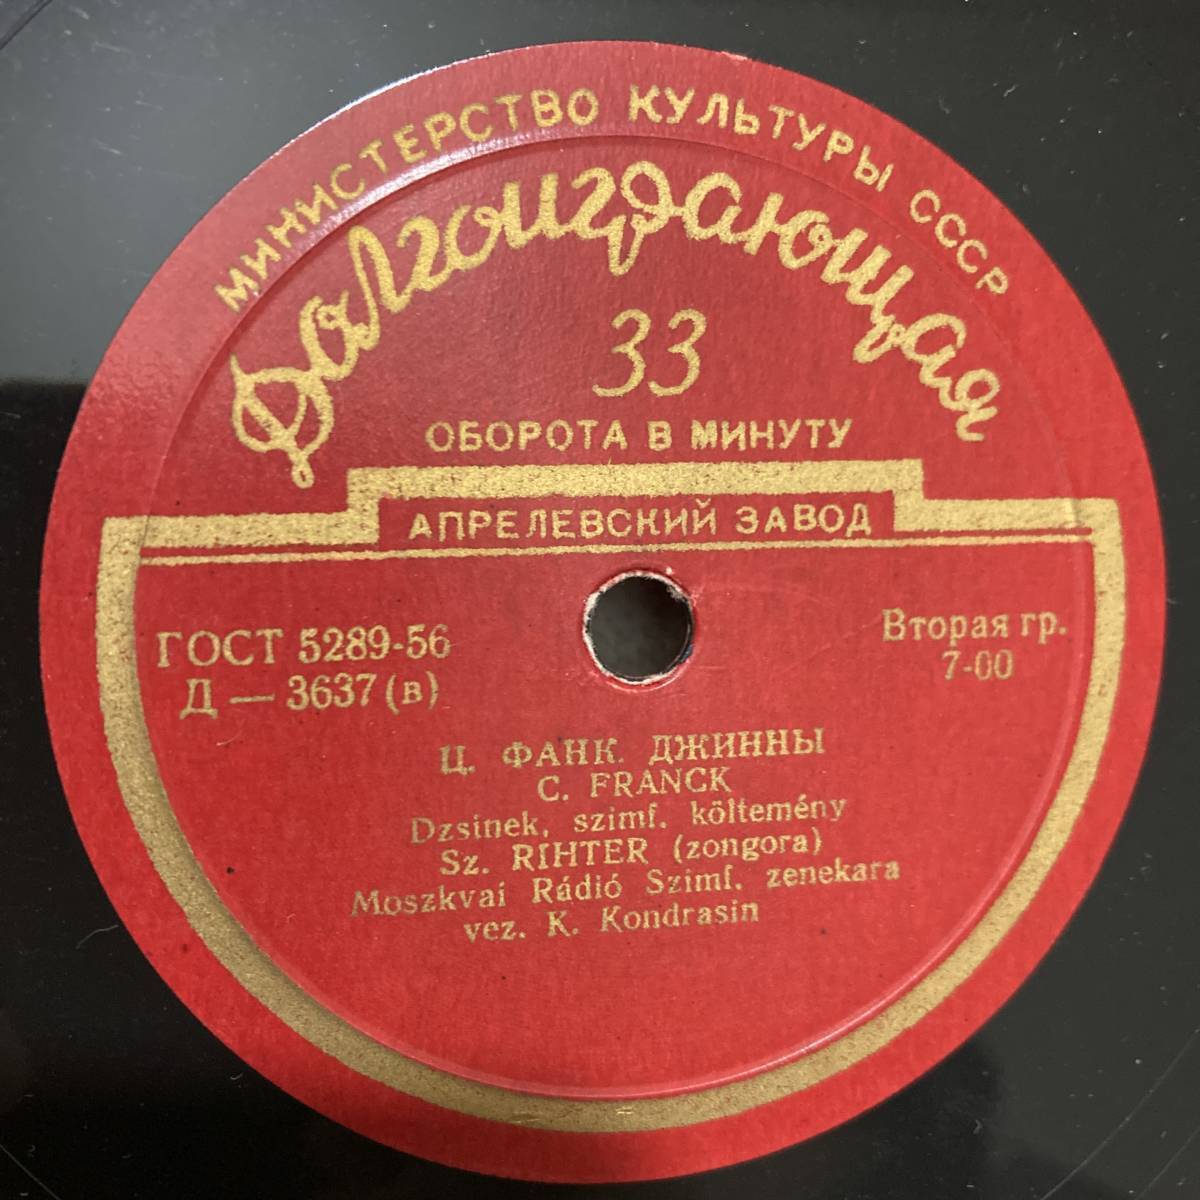 МИНИСТЕРСТВО КУЛЬТУРЫ СССР
Долгоиграющая
33
ОБОРОТА В МИНУТУ
АПРЕЛЕВСКИЙ ЗАВОД
ГОСТ 5289-56
Д — 3637 (в)
Вторая гр.
7-00
Ц. ФАНК. ДЖИННЫ
C. FRANCK
Dzsinek, szimf. költemény
Sz. RIHTER (zongora)
Moszkvai Rádió Szimf. zenekara
vez. K. Kondrasin